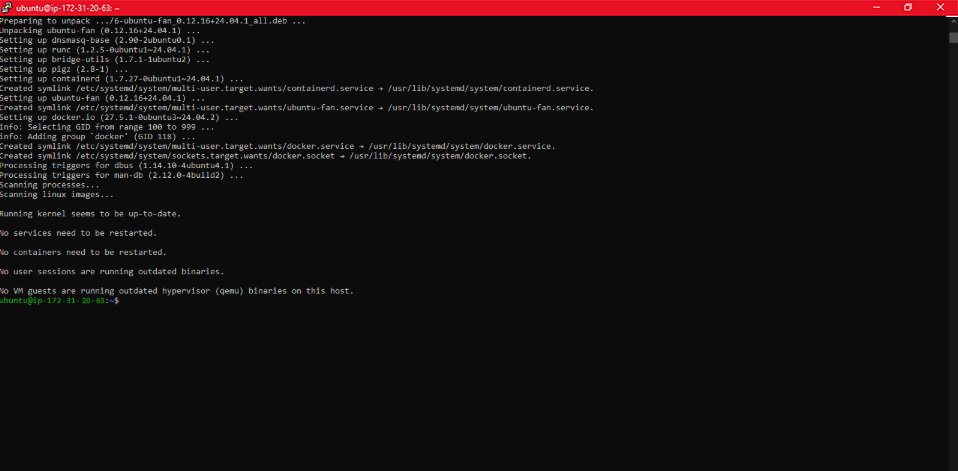 ubuntu@ip-172-31-20-63: ~
Preparing to unpack .../6-ubuntu-fan_0.12.16+24.04.1_all.deb ...
Unpacking ubuntu-fan (0.12.16+24.04.1) ...
Setting up dnsmasq-base (2.90-2ubuntu0.1) ...
Setting up runc (1.2.5-0ubuntu1~24.04.1) ...
Setting up bridge-utils (1.7.1-1ubuntu2) ...
Setting up pigz (2.8-1) ...
Setting up containerd (1.7.27-0ubuntu1~24.04.1) ...
Created symlink /etc/systemd/system/multi-user.target.wants/containerd.service → /usr/lib/systemd/system/containerd.service.
Setting up ubuntu-fan (0.12.16+24.04.1) ...
Created symlink /etc/systemd/system/multi-user.target.wants/ubuntu-fan.service → /usr/lib/systemd/system/ubuntu-fan.service.
Setting up docker.io (27.5.1-0ubuntu3~24.04.2) ...
info: Selecting GID from range 100 to 999 ...
info: Adding group `docker' (GID 118) ...
Created symlink /etc/systemd/system/multi-user.target.wants/docker.service → /usr/lib/systemd/system/docker.service.
Created symlink /etc/systemd/system/sockets.target.wants/docker.socket → /usr/lib/systemd/system/docker.socket.
Processing triggers for dbus (1.14.10-4ubuntu4.1) ...
Processing triggers for man-db (2.12.0-4build2) ...
Scanning processes...
Scanning linux images...
Running kernel seems to be up-to-date.
No services need to be restarted.
No containers need to be restarted.
No user sessions are running outdated binaries.
No VM guests are running outdated hypervisor (qemu) binaries on this host.
ubuntu@ip-172-31-20-63:~$